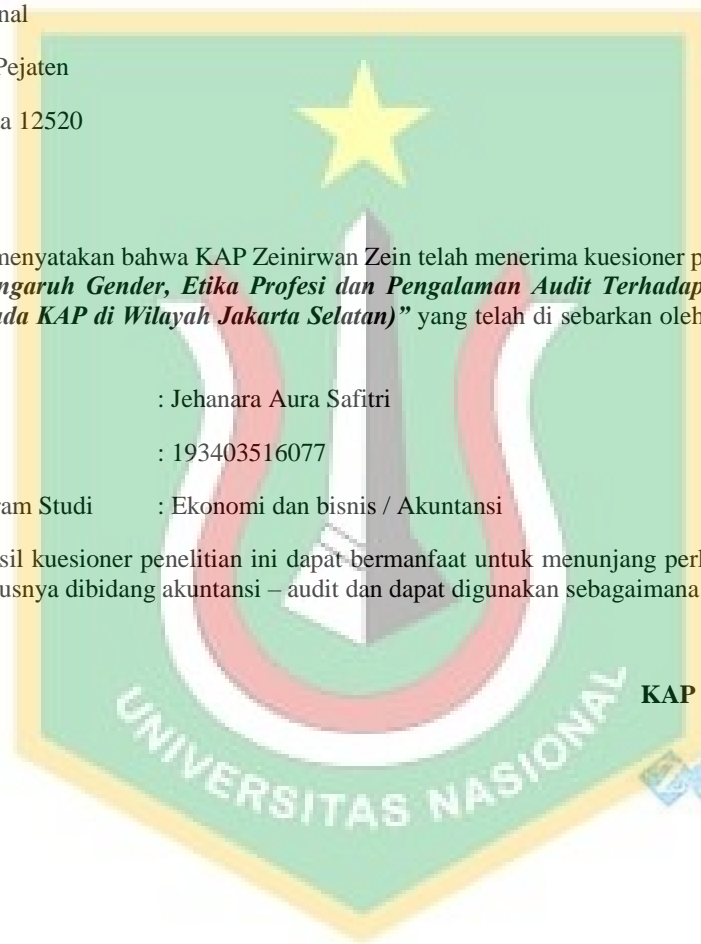 nal
Pejaten
a 12520
menyatakan bahwa KAP Zeinirwan Zein telah menerima kuesioner p
ngaruh Gender, Etika Profesi dan Pengalaman Audit Terhadap
ada KAP di Wilayah Jakarta Selatan)” yang telah di sebarkan oleh
: Jehanara Aura Safitri
: 193403516077
ram Studi : Ekonomi dan bisnis / Akuntansi
sil kuesioner penelitian ini dapat bermanfaat untuk menunjang perl
usnya dibidang akuntansi – audit dan dapat digunakan sebagaimana
KAP
UNIVERSITAS NASIONAL